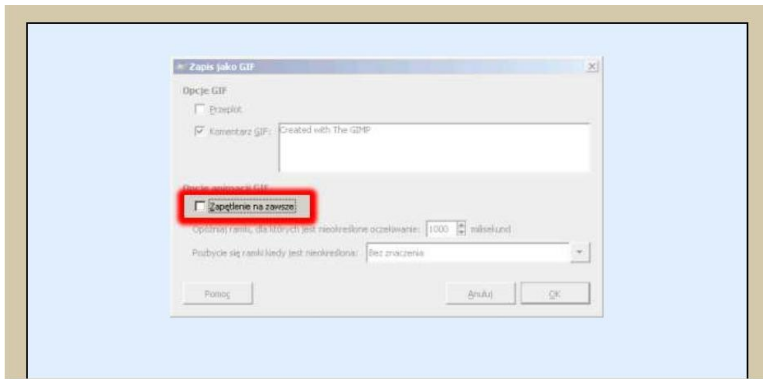 Zapis jako GIF
Opcje GIF
Przeplot
Komentarz GIF: Created with The GIMP
Opcje animacji GIF
Zapętlenie na zawsze
Opóźniaj ramki, dla których jest nieokreślone oczekiwanie: 1000 milisekund
Pozbycie się ramki kiedy jest nieokreślona: Bez znaczenia
Pomoc Anuluj OK